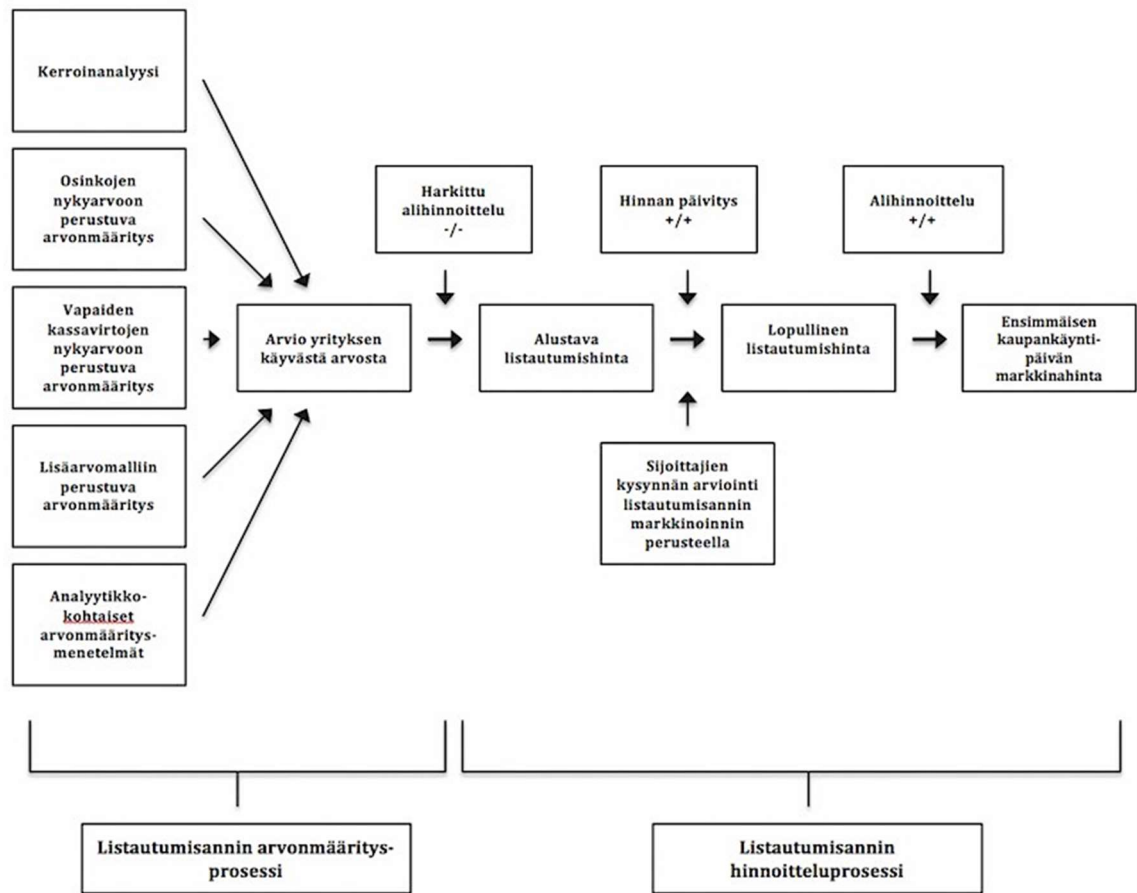 Kerroinanalyysi
Osinkojen
nykyarvoon
perustuva
arvonmääritys
Vapaiden
kassavirtojen
nykyarvoon
perustuva
arvonmääritys
Lisäarvomalliin
perustuva
arvonmääritys
Analyytikko-
kohtaiset
arvonmääritys-
menetelmät
Arvio yrityksen
käyvästä arvosta
Harkittu
alihinnoittelu
-/-
Alustava
listautumishinta
Hinnan päivitys
+/+
Sijoittajien
kysynnän arviointi
listautumisannin
markkinoinnin
perusteella
Lopullinen
listautumishinta
Alihinnoittelu
+/+
Ensimmäisen
kaupankäynti-
päivän
markkinahinta
Listautumisannin arvonmääritys-
prosessi
Listautumisannin
hinnoitteluprosessi